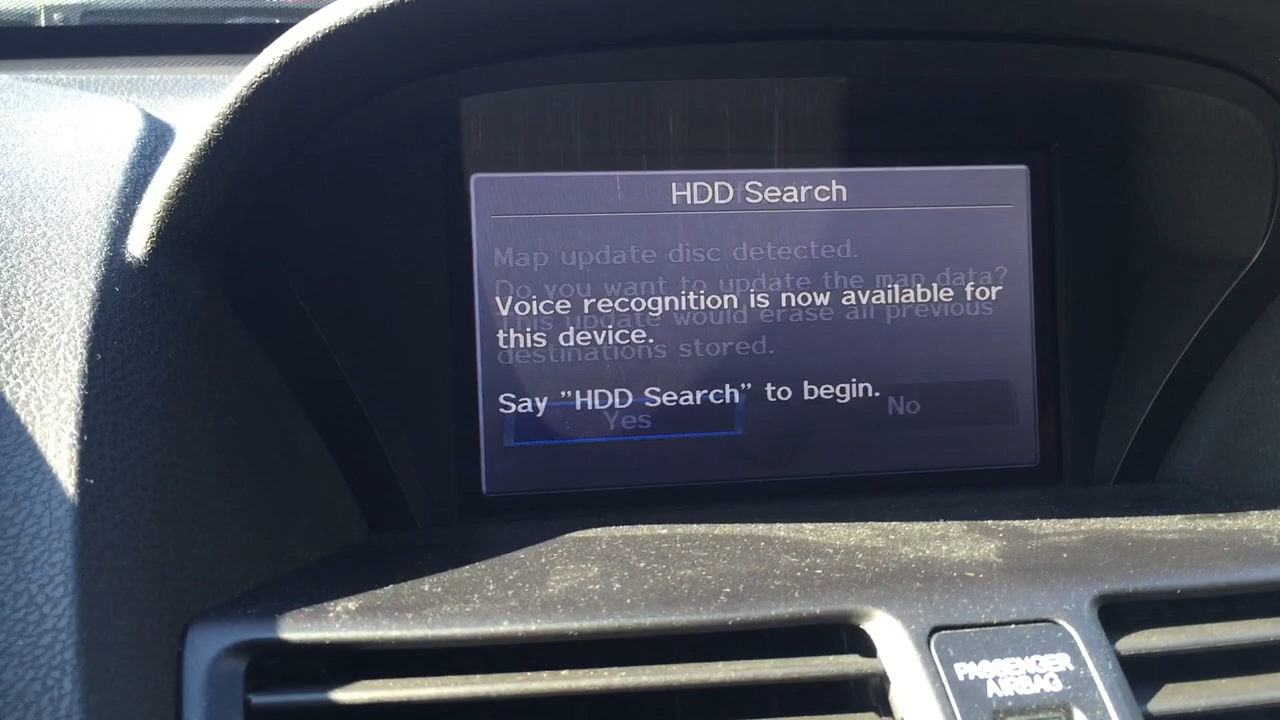 HDD Search
Map update disc detected.
Do you want to update the map data?
Voice recognition is now available for
This update would erase all previous
this device.
destinations stored.
Say "HDD Search" to begin.
Yes
No
PASSENGER
AIRBAG